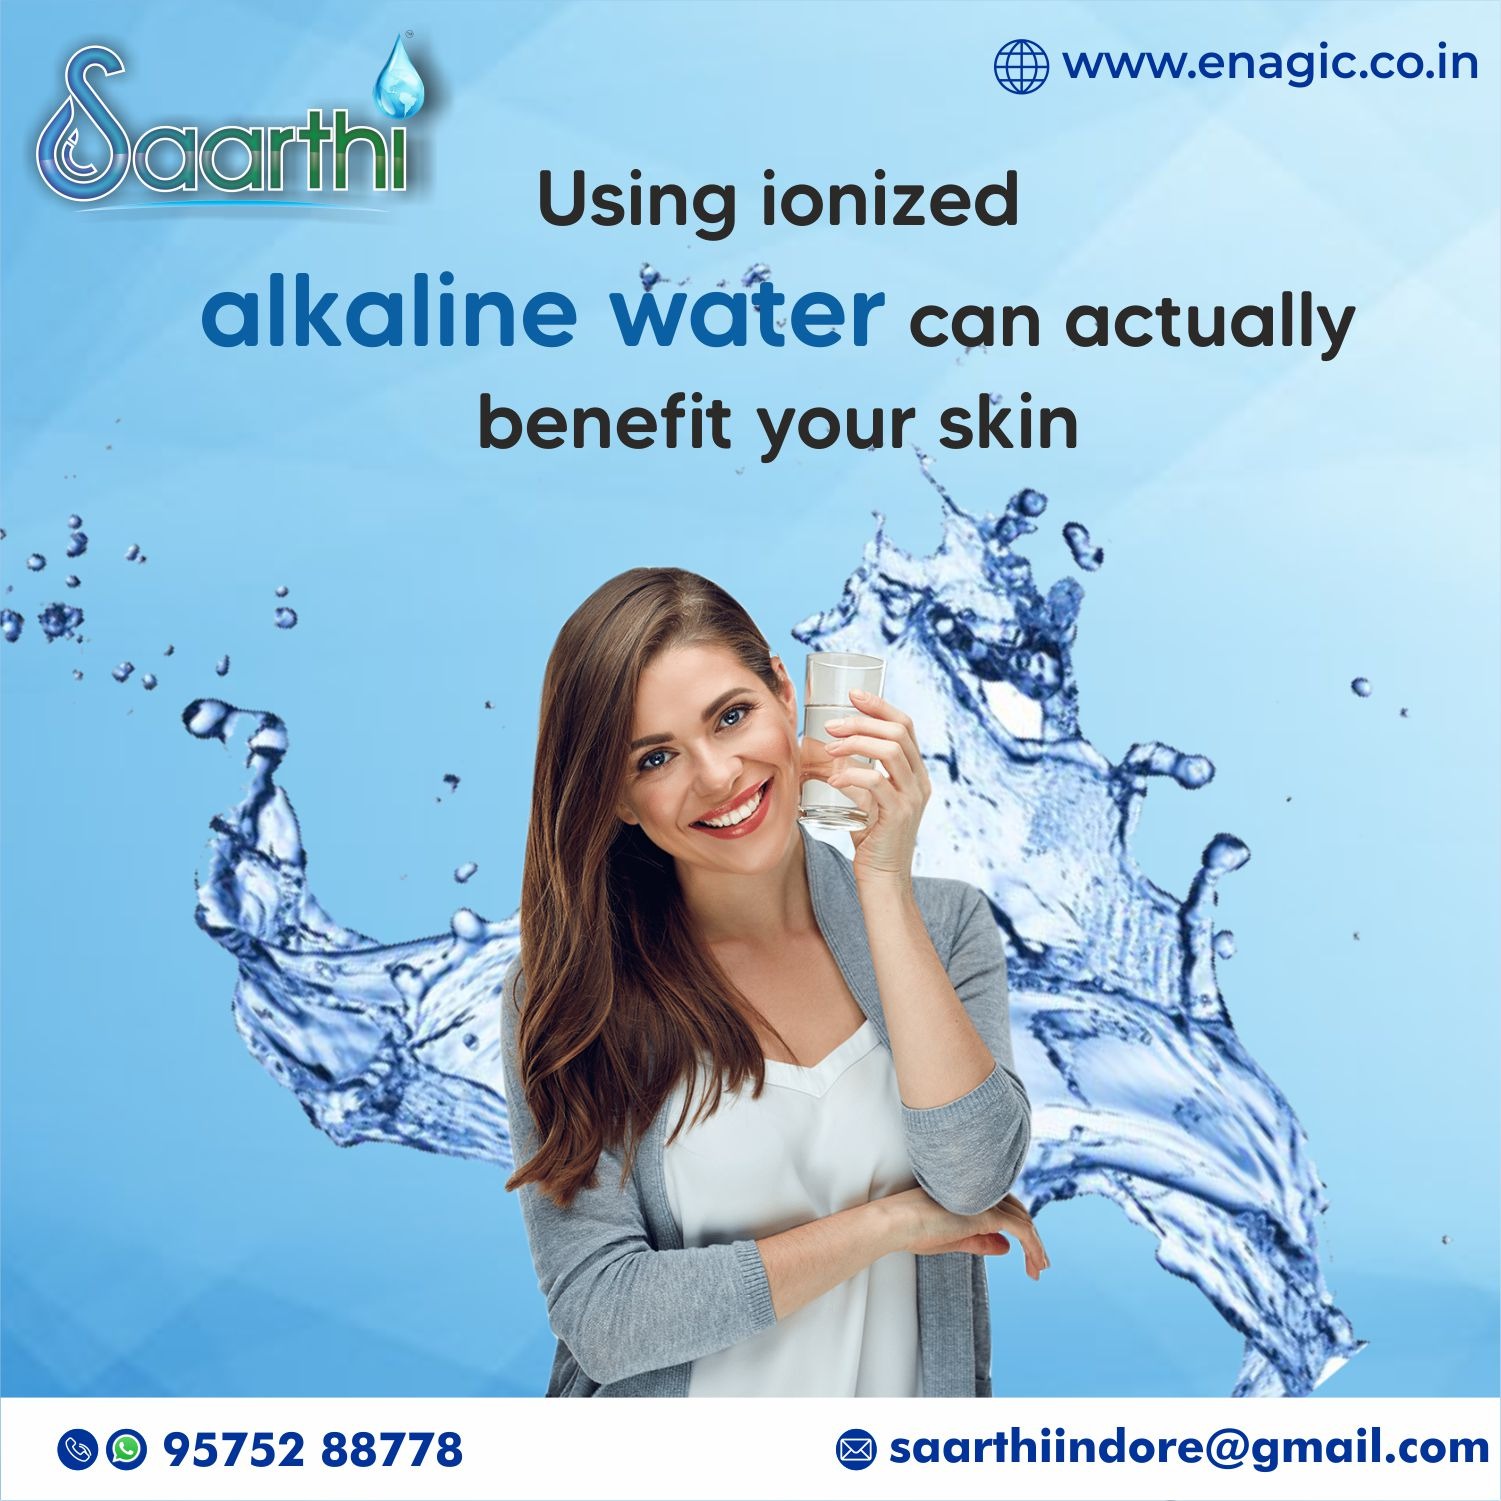 Saarthi
www.enagic.co.in
Using ionized
alkaline water can actually
benefit your skin
95752 88778
saarthiindore@gmail.com